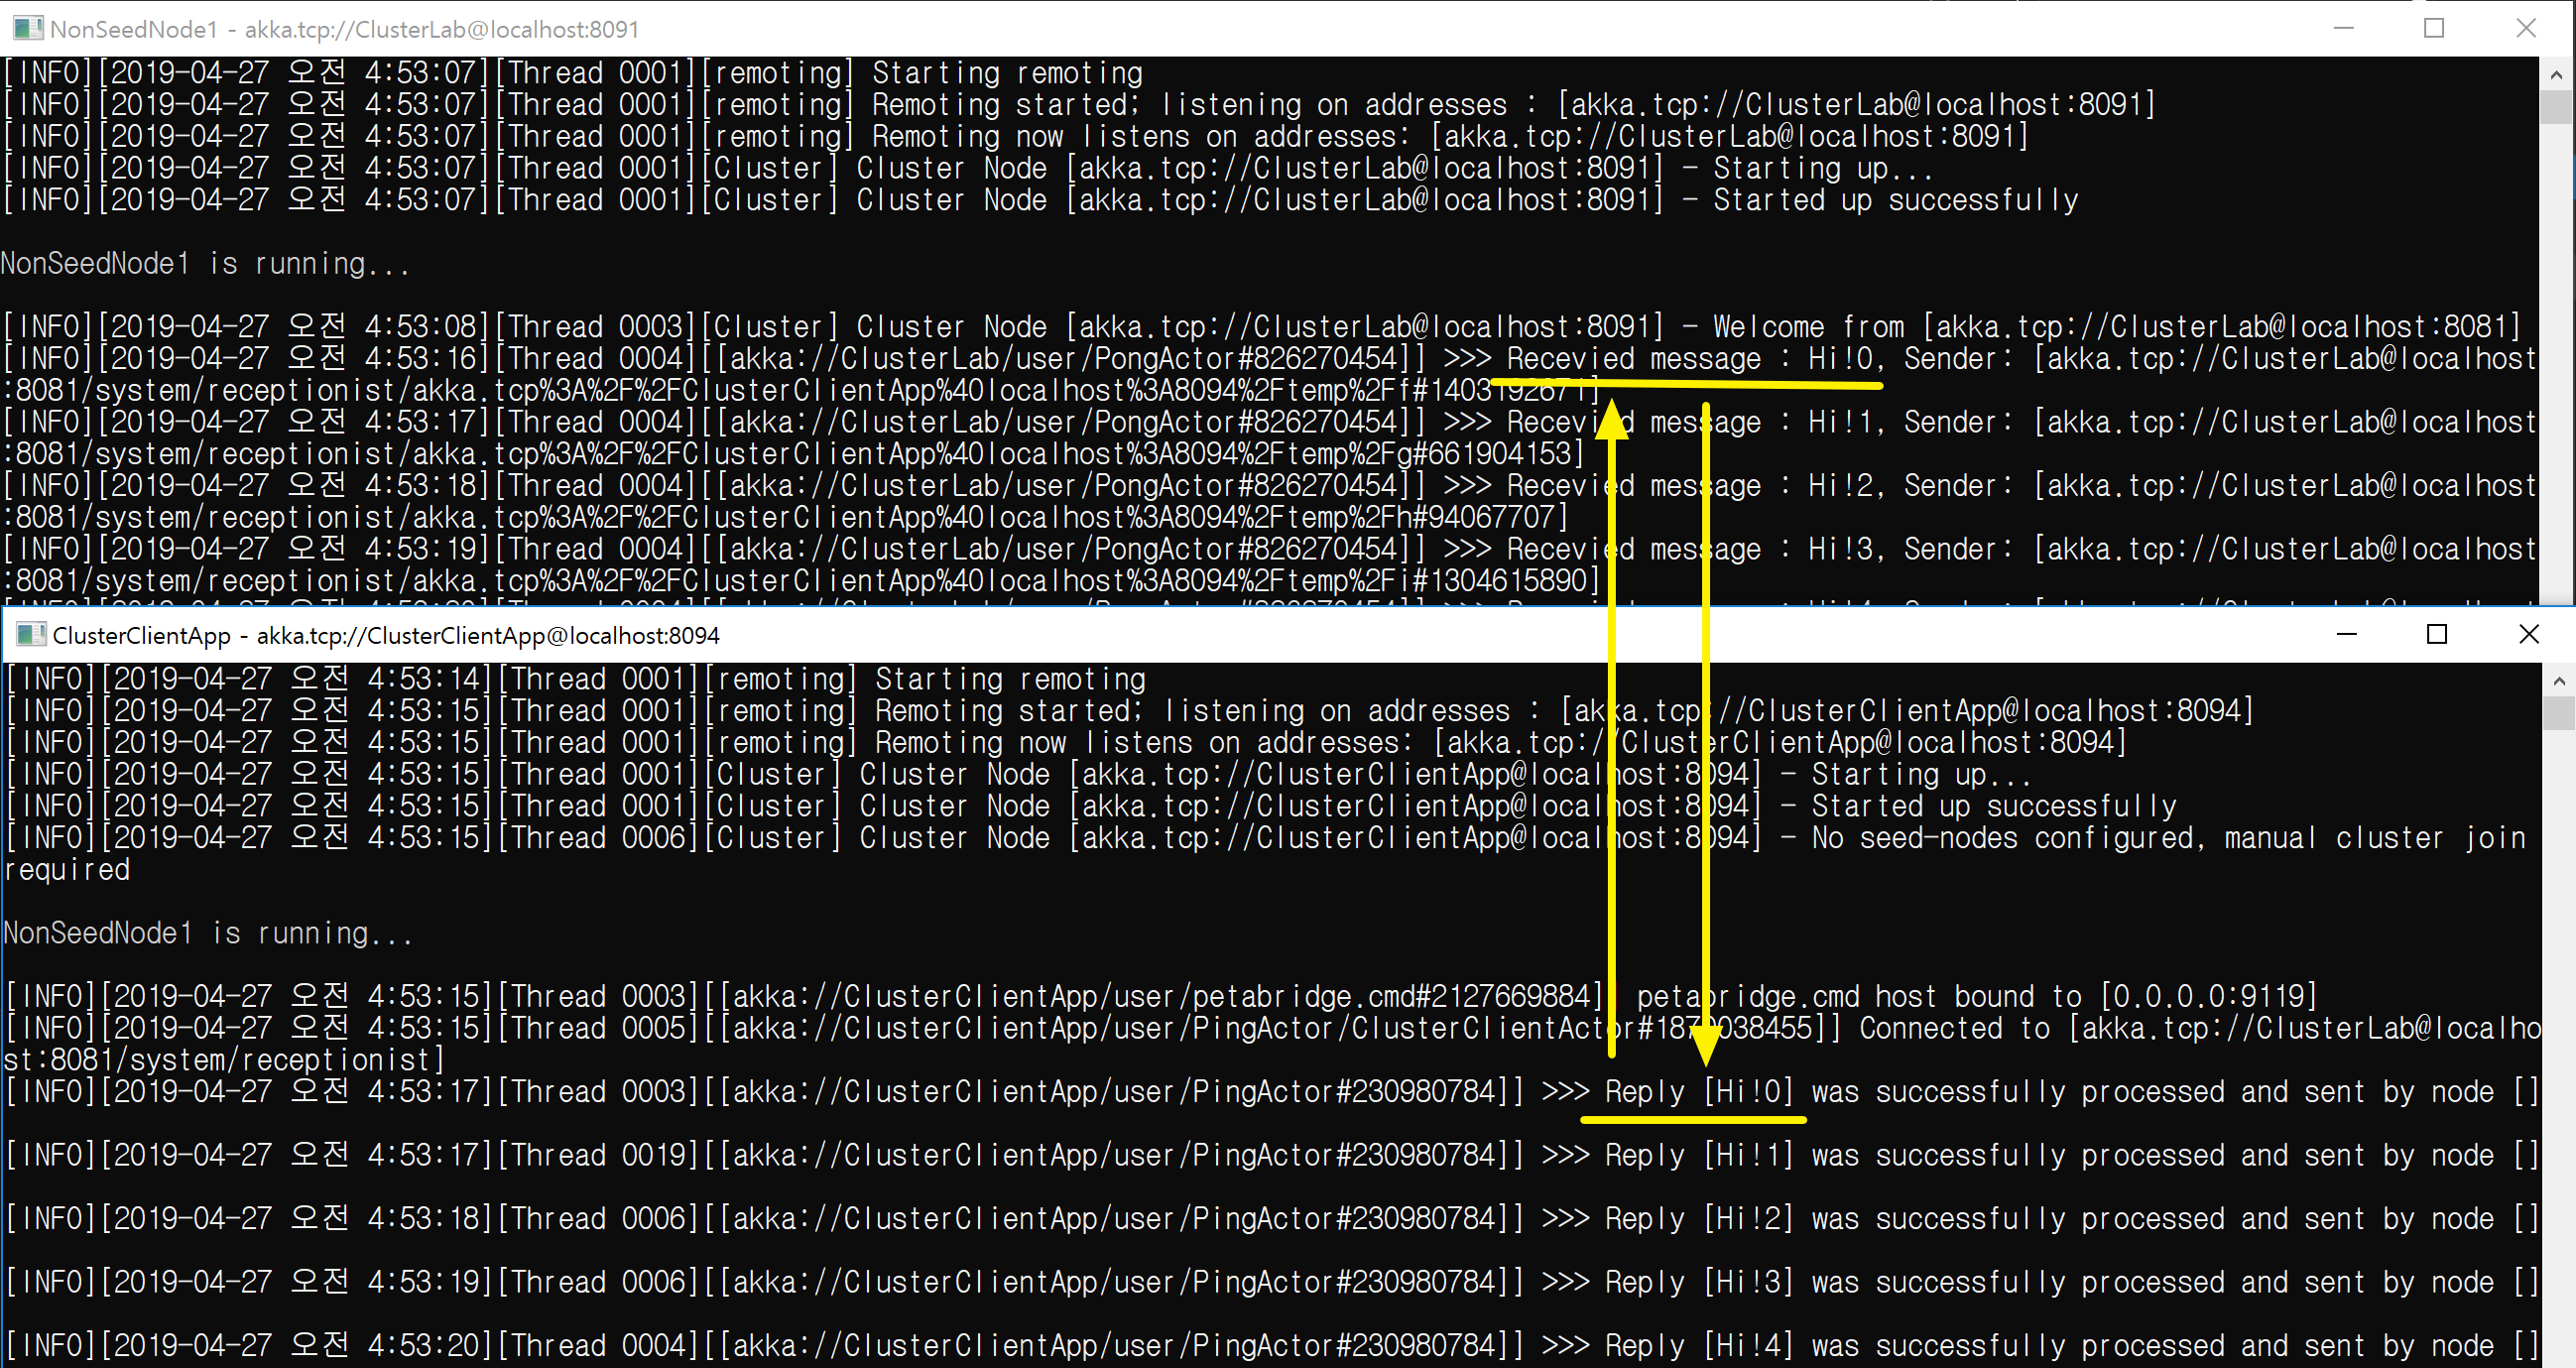 NonSeedNode1 - akka.tcp://ClusterLab@localhost:8091
[INFO][2019-04-27 오전 4:53:07][Thread 0001][remoting] Starting remoting
[INFO][2019-04-27 오전 4:53:07][Thread 0001][remoting] Remoting started; listening on addresses : [akka.tcp://ClusterLab@localhost:8091]
[INFO][2019-04-27 오전 4:53:07][Thread 0001][remoting] Remoting now listens on addresses: [akka.tcp://ClusterLab@localhost:8091]
[INFO][2019-04-27 오전 4:53:07][Thread 0001][Cluster] Cluster Node [akka.tcp://ClusterLab@localhost:8091] - Starting up...
[INFO][2019-04-27 오전 4:53:07][Thread 0001][Cluster] Cluster Node [akka.tcp://ClusterLab@localhost:8091] - Started up successfully
NonSeedNode1 is running...
[INFO][2019-04-27 오전 4:53:08][Thread 0003][Cluster] Cluster Node [akka.tcp://ClusterLab@localhost:8091] - Welcome from [akka.tcp://ClusterLab@localhost:8081]
[INFO][2019-04-27 오전 4:53:16][Thread 0004][[akka://ClusterLab/user/PongActor#826270454]] >>> Recevied message : Hi!0, Sender: [akka.tcp://ClusterLab@localhost
:8081/system/receptionist/akka.tcp%3A%2F%2FClusterClientApp%40localhost%3A8094%2Ftemp%2Ff#1403192671]
[INFO][2019-04-27 오전 4:53:17][Thread 0004][[akka://ClusterLab/user/PongActor#826270454]] >>> Recevied message : Hi!1, Sender: [akka.tcp://ClusterLab@localhost
:8081/system/receptionist/akka.tcp%3A%2F%2FClusterClientApp%40localhost%3A8094%2Ftemp%2Fg#661904153]
[INFO][2019-04-27 오전 4:53:18][Thread 0004][[akka://ClusterLab/user/PongActor#826270454]] >>> Recevied message : Hi!2, Sender: [akka.tcp://ClusterLab@localhost
:8081/system/receptionist/akka.tcp%3A%2F%2FClusterClientApp%40localhost%3A8094%2Ftemp%2Fh#94067707]
[INFO][2019-04-27 오전 4:53:19][Thread 0004][[akka://ClusterLab/user/PongActor#826270454]] >>> Recevied message : Hi!3, Sender: [akka.tcp://ClusterLab@localhost
:8081/system/receptionist/akka.tcp%3A%2F%2FClusterClientApp%40localhost%3A8094%2Ftemp%2Fi#1304615890]
ClusterClientApp - akka.tcp://ClusterClientApp@localhost:8094
[INFO][2019-04-27 오전 4:53:14][Thread 0001][remoting] Starting remoting
[INFO][2019-04-27 오전 4:53:15][Thread 0001][remoting] Remoting started; listening on addresses : [akka.tcp://ClusterClientApp@localhost:8094]
[INFO][2019-04-27 오전 4:53:15][Thread 0001][remoting] Remoting now listens on addresses: [akka.tcp://ClusterClientApp@localhost:8094]
[INFO][2019-04-27 오전 4:53:15][Thread 0001][Cluster] Cluster Node [akka.tcp://ClusterClientApp@localhost:8094] - Starting up...
[INFO][2019-04-27 오전 4:53:15][Thread 0001][Cluster] Cluster Node [akka.tcp://ClusterClientApp@localhost:8094] - Started up successfully
[INFO][2019-04-27 오전 4:53:15][Thread 0006][Cluster] Cluster Node [akka.tcp://ClusterClientApp@localhost:8094] - No seed-nodes configured, manual cluster join
required
NonSeedNode1 is running...
[INFO][2019-04-27 오전 4:53:15][Thread 0003][[akka://ClusterClientApp/user/petabridge.cmd#2127669884]] petabridge.cmd host bound to [0.0.0.0:9119]
[INFO][2019-04-27 오전 4:53:15][Thread 0005][[akka://ClusterClientApp/user/PingActor/ClusterClientActor#1870038455]] Connected to [akka.tcp://ClusterLab@localho
st:8081/system/receptionist]
[INFO][2019-04-27 오전 4:53:17][Thread 0003][[akka://ClusterClientApp/user/PingActor#230980784]] >>> Reply [Hi!0] was successfully processed and sent by node []
[INFO][2019-04-27 오전 4:53:17][Thread 0019][[akka://ClusterClientApp/user/PingActor#230980784]] >>> Reply [Hi!1] was successfully processed and sent by node []
[INFO][2019-04-27 오전 4:53:18][Thread 0006][[akka://ClusterClientApp/user/PingActor#230980784]] >>> Reply [Hi!2] was successfully processed and sent by node []
[INFO][2019-04-27 오전 4:53:19][Thread 0006][[akka://ClusterClientApp/user/PingActor#230980784]] >>> Reply [Hi!3] was successfully processed and sent by node []
[INFO][2019-04-27 오전 4:53:20][Thread 0004][[akka://ClusterClientApp/user/PingActor#230980784]] >>> Reply [Hi!4] was successfully processed and sent by node []